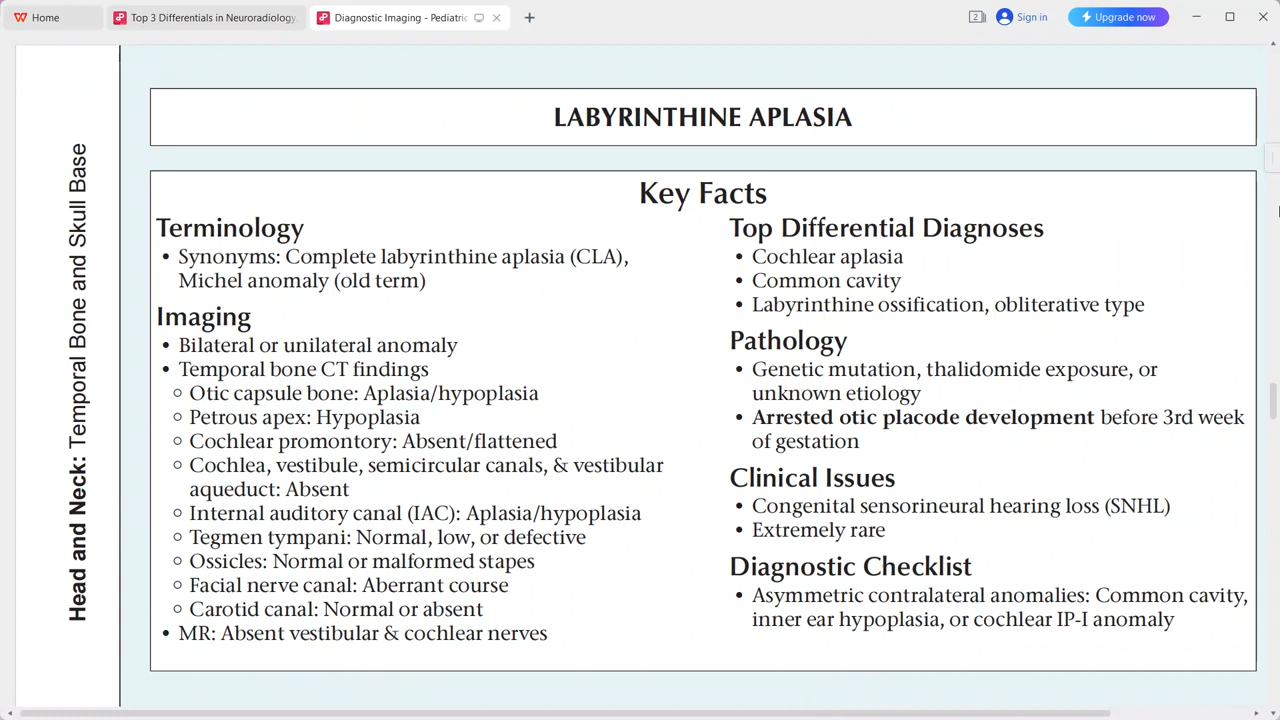 Home
Top 3 Differentials in Neuroradiology.
Diagnostic Imaging - Pediatric
2
Sign in
Upgrade now
Head and Neck: Temporal Bone and Skull Base
LABYRINTHINE APLASIA
Key Facts
Terminology
• Synonyms: Complete labyrinthine aplasia (CLA),
Michel anomaly (old term)
Imaging
• Bilateral or unilateral anomaly
• Temporal bone CT findings
○ Otic capsule bone: Aplasia/hypoplasia
○ Petrous apex: Hypoplasia
○ Cochlear promontory: Absent/flattened
○ Cochlea, vestibule, semicircular canals, & vestibular
aqueduct: Absent
○ Internal auditory canal (IAC): Aplasia/hypoplasia
○ Tegmen tympani: Normal, low, or defective
○ Ossicles: Normal or malformed stapes
○ Facial nerve canal: Aberrant course
○ Carotid canal: Normal or absent
• MR: Absent vestibular & cochlear nerves
Top Differential Diagnoses
• Cochlear aplasia
• Common cavity
• Labyrinthine ossification, obliterative type
Pathology
• Genetic mutation, thalidomide exposure, or
unknown etiology
• Arrested otic placode development before 3rd week
of gestation
Clinical Issues
• Congenital sensorineural hearing loss (SNHL)
• Extremely rare
Diagnostic Checklist
• Asymmetric contralateral anomalies: Common cavity,
inner ear hypoplasia, or cochlear IP-I anomaly